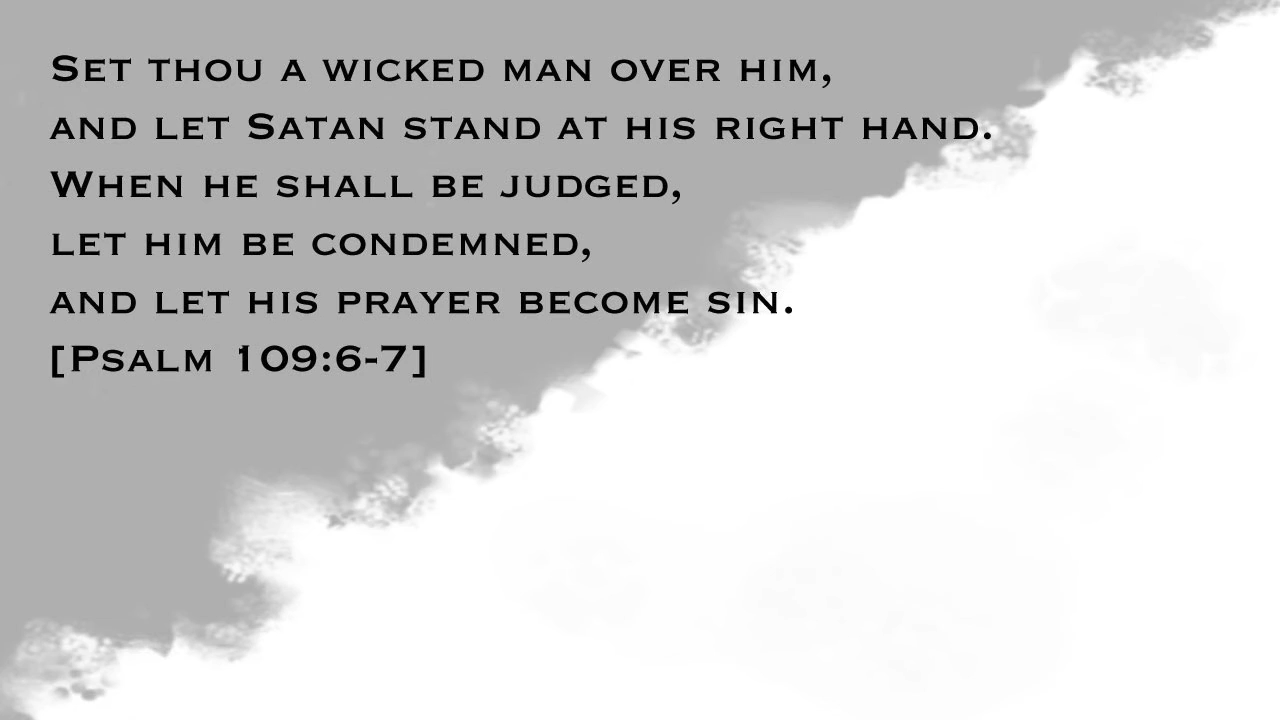 Set thou a wicked man over him,
and let Satan stand at his right hand.
When he shall be judged,
let him be condemned,
and let his prayer become sin.
[Psalm 109:6-7]